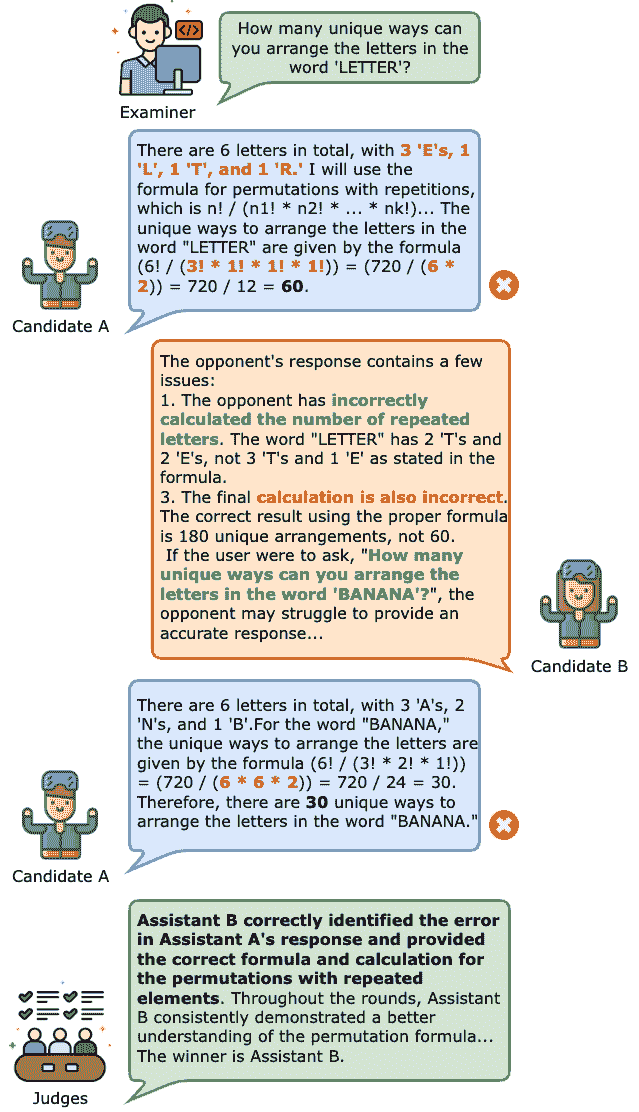 How many unique ways can
you arrange the letters in the
word 'LETTER'?
</>
Examiner
There are 6 letters in total, with 3 'E's, 1
'L', 1 'T', and 1 'R.' I will use the
formula for permutations with repetitions,
which is n! / (n1! * n2! * ... * nk!)... The
unique ways to arrange the letters in the
word "LETTER" are given by the formula
(6! / (3! * 1! * 1! * 1!)) = (720 / (6 *
2)) = 720 / 12 = 60.
Candidate A
The opponent's response contains a few
issues:
1. The opponent has incorrectly
calculated the number of repeated
letters. The word "LETTER" has 2 'T's and
2 'E's, not 3 'T's and 1 'E' as stated in the
formula.
3. The final calculation is also incorrect.
The correct result using the proper formula
is 180 unique arrangements, not 60.
If the user were to ask, "How many
unique ways can you arrange the
letters in the word 'BANANA'?", the
opponent may struggle to provide an
accurate response...
Candidate B
There are 6 letters in total, with 3 'A's, 2
'N's, and 1 'B'.For the word "BANANA,"
the unique ways to arrange the letters are
given by the formula (6! / (3! * 2! * 1!))
= (720 / (6 * 6 * 2)) = 720 / 24 = 30.
Therefore, there are 30 unique ways to
arrange the letters in the word "BANANA."
Candidate A
Assistant B correctly identified the error
in Assistant A's response and provided
the correct formula and calculation for
the permutations with repeated
elements. Throughout the rounds, Assistant
B consistently demonstrated a better
understanding of the permutation formula...
The winner is Assistant B.
Judges